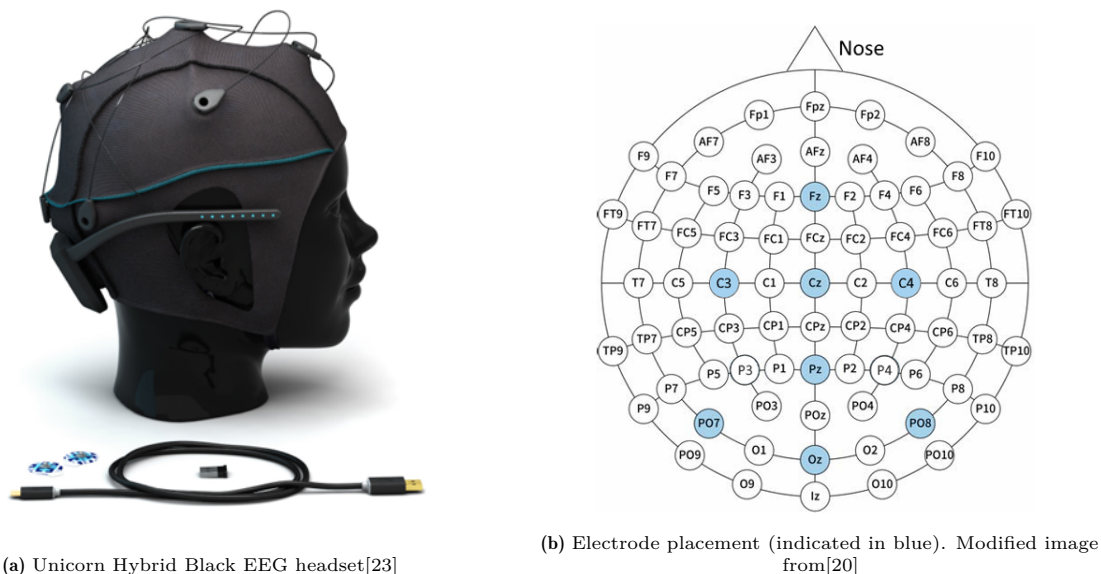 Nose
Fpz
Fp1 Fp2
AF7 AFz AF8
AF3 AF4
F9 F10
F7 F8
F5 F3 F1 Fz F2 F4 F6
FT9 FT10
FT7 FC5 FC3 FC1 FCz FC2 FC4 FC6 FT8
T7 C5 C3 C1 Cz C2 C4 C6 T8
CP5 CP3 CP1 CPz CP2 CP4 CP6
TP9 TP7 TP8 TP10
P5 P3 P1 Pz P2 P4 P6
P7 P8
P9 PO3 POz PO4 P10
PO7 PO8
PO9 O1 Oz O2 PO10
O9 Iz O10
(a) Unicorn Hybrid Black EEG headset[23]
(b) Electrode placement (indicated in blue). Modified image
from[20]